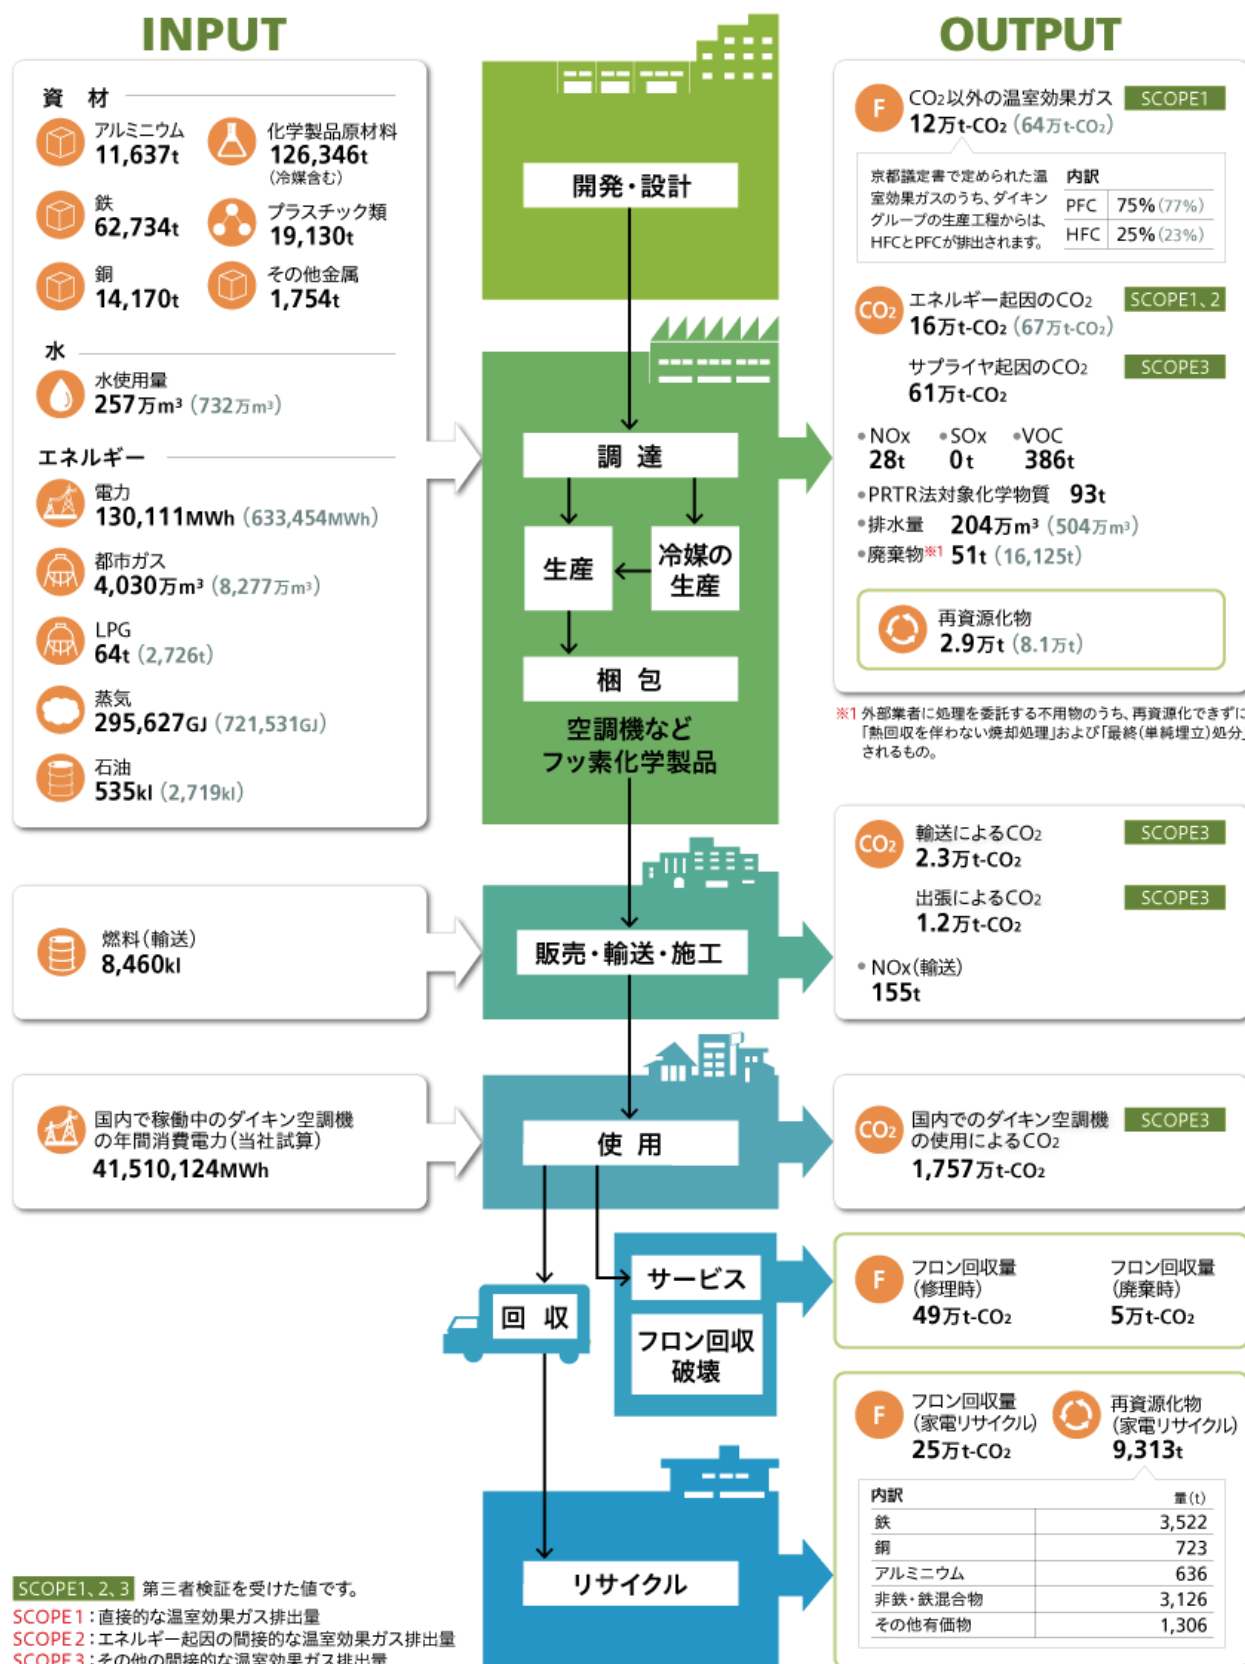 INPUT
資 材
アルミニウム
11,637t
化学製品原材料
126,346t
(冷媒含む)
鉄
62,734t
プラスチック類
19,130t
銅
14,170t
その他金属
1,754t
水
水使用量
257万m³(732万m³)
エネルギー
電力
130,111MWh(633,454MWh)
都市ガス
4,030万m³(8,277万m³)
LPG
64t(2,726t)
蒸気
295,627GJ(721,531GJ)
石油
535kl(2,719kl)
燃料(輸送)
8,460kl
国内で稼働中のダイキン空調機
の年間消費電力(当社試算)
41,510,124MWh
開発・設計
調 達
生産
冷媒の
生産
梱 包
空調機など
フッ素化学製品
販売・輸送・施工
使 用
サービス
フロン回収
破壊
回 収
リサイクル
OUTPUT
F
CO2以外の温室効果ガス
SCOPE1
12万t-CO2(64万t-CO2)
京都議定書で定められた温
室効果ガスのうち、ダイキン
グループの生産工程からは、
HFCとPFCが排出されます。
内訳
PFC 75%(77%)
HFC 25%(23%)
CO2
エネルギー起因のCO2
SCOPE1、2
16万t-CO2(67万t-CO2)
サプライヤ起因のCO2
SCOPE3
61万t-CO2
•NOx •SOx •VOC
28t 0t 386t
•PRTR法対象化学物質 93t
•排水量 204万m³(504万m³)
•廃棄物※1 51t(16,125t)
再資源化物
2.9万t(8.1万t)
※1 外部業者に処理を委託する不用物のうち、再資源化できずに
「熱回収を伴わない焼却処理」および「最終(単純埋立)処分」
されるもの。
CO2
輸送によるCO2
SCOPE3
2.3万t-CO2
出張によるCO2
SCOPE3
1.2万t-CO2
•NOx(輸送)
155t
CO2
国内でのダイキン空調機
の使用によるCO2
SCOPE3
1,757万t-CO2
F
フロン回収量
(修理時)
49万t-CO2
フロン回収量
(廃棄時)
5万t-CO2
F
フロン回収量
(家電リサイクル)
25万t-CO2
再資源化物
(家電リサイクル)
9,313t
内訳 量(t)
鉄 3,522
銅 723
アルミニウム 636
非鉄・鉄混合物 3,126
その他有価物 1,306
SCOPE1、2、3 第三者検証を受けた値です。
SCOPE1：直接的な温室効果ガス排出量
SCOPE2：エネルギー起因の間接的な温室効果ガス排出量
SCOPE3：その他の間接的な温室効果ガス排出量